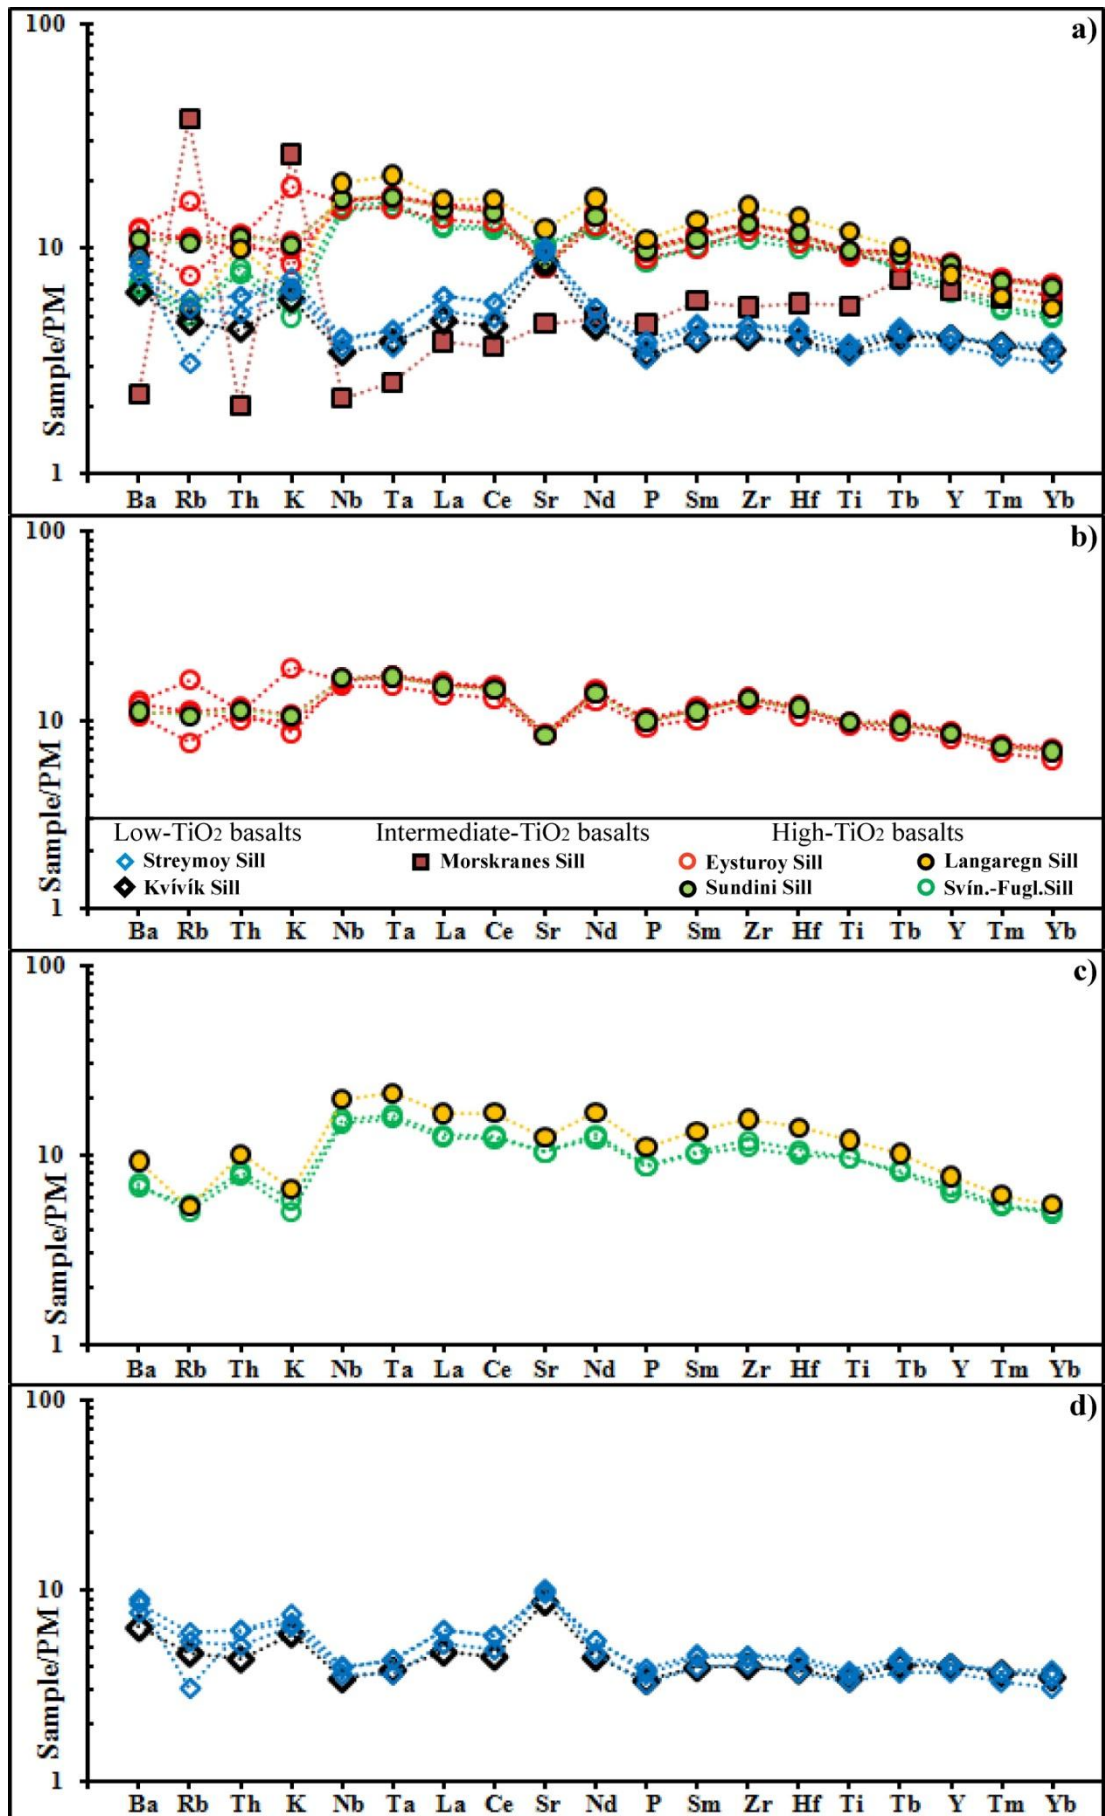 100
a)
10
Sample/PM
1
Ba Rb Th K Nb Ta La Ce Sr Nd P Sm Zr Hf Ti Tb Y Tm Yb
100
b)
10
Sample/PM
Low-TiO2 basalts Intermediate-TiO2 basalts High-TiO2 basalts
Streymoy Sill Morskranes Sill Eysturoy Sill Langaregn Sill
Kvívík Sill Sundini Sill Svín.-Fugl.Sill
1
Ba Rb Th K Nb Ta La Ce Sr Nd P Sm Zr Hf Ti Tb Y Tm Yb
100
c)
10
Sample/PM
1
Ba Rb Th K Nb Ta La Ce Sr Nd P Sm Zr Hf Ti Tb Y Tm Yb
100
d)
10
Sample/PM
1
Ba Rb Th K Nb Ta La Ce Sr Nd P Sm Zr Hf Ti Tb Y Tm Yb